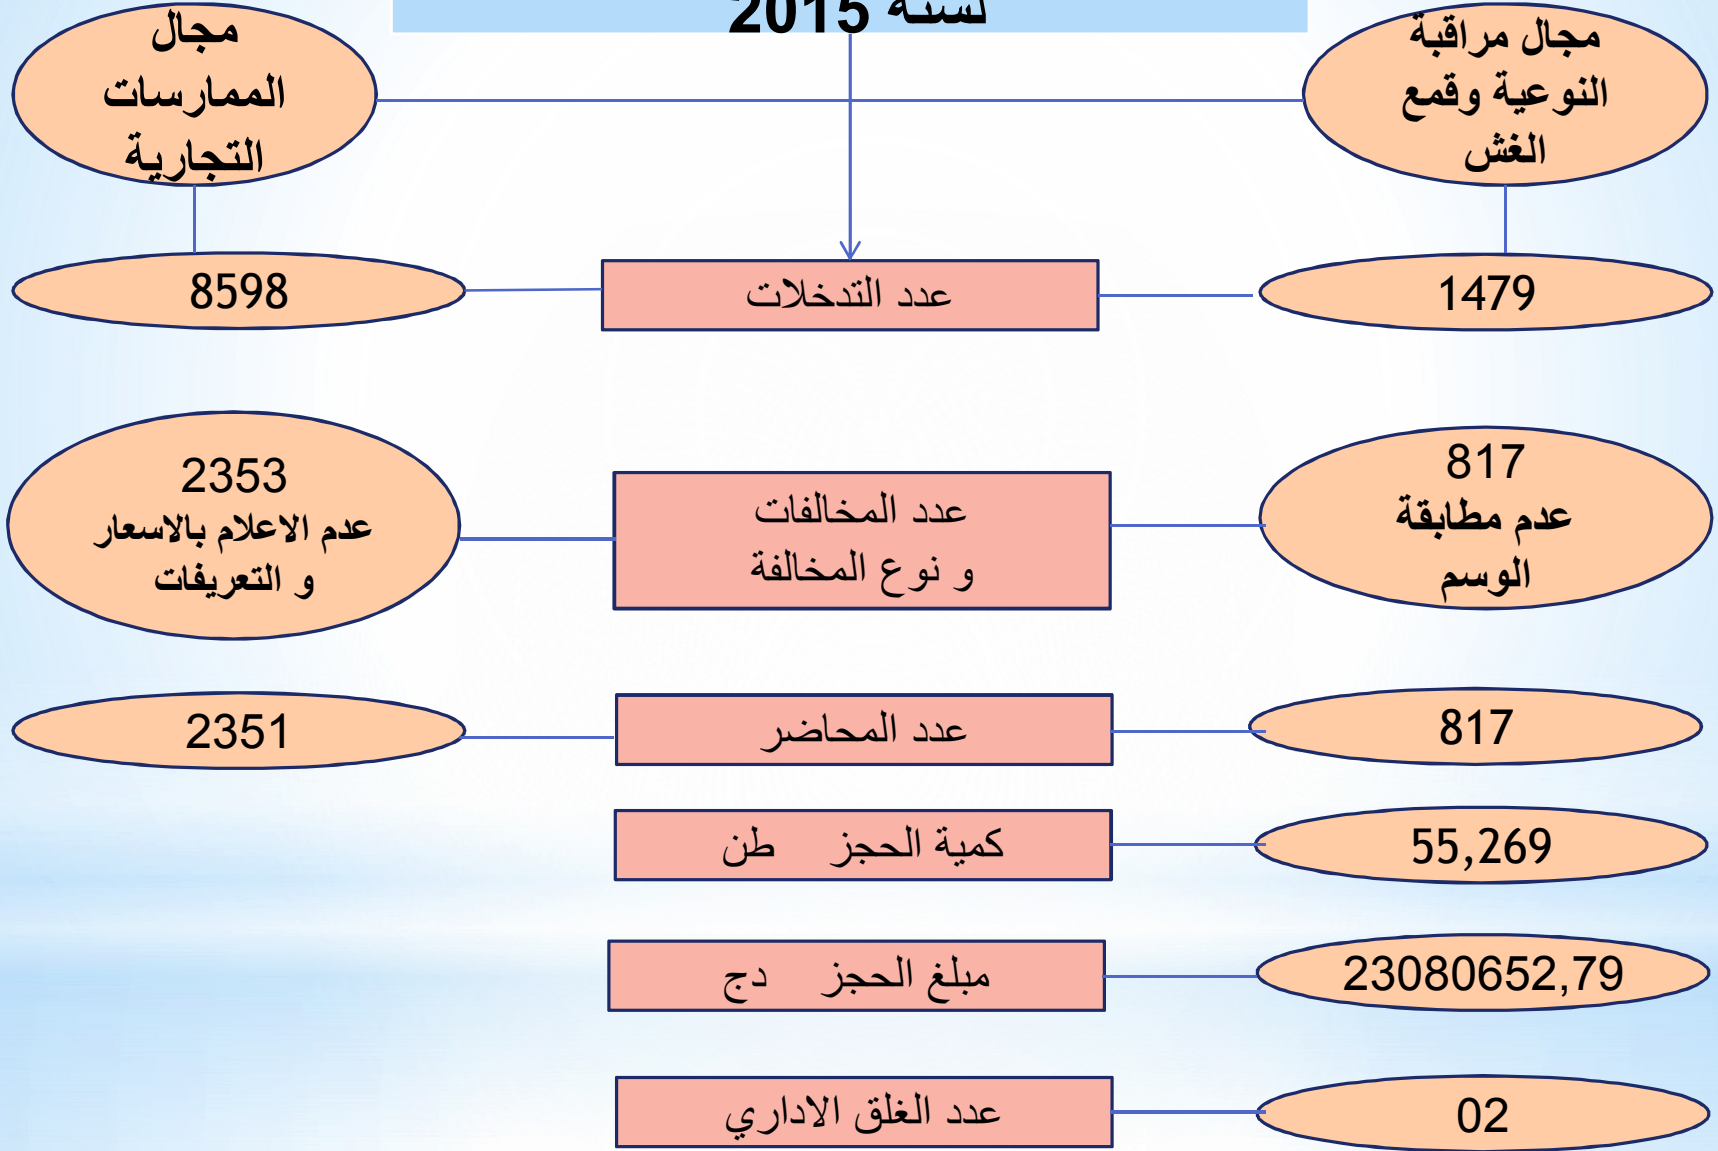 لسنة 2015
مجال مراقبة
النوعية وقمع
الغش
مجال
الممارسات
التجارية
1479
عدد التدخلات
8598
817
عدم مطابقة
الوسم
عدد المخالفات
و نوع المخالفة
2353
عدم الاعلام بالاسعار
و التعريفات
817
عدد المحاضر
2351
55,269
كمية الحجز طن
23080652,79
مبلغ الحجز دج
02
عدد الغلق الاداري